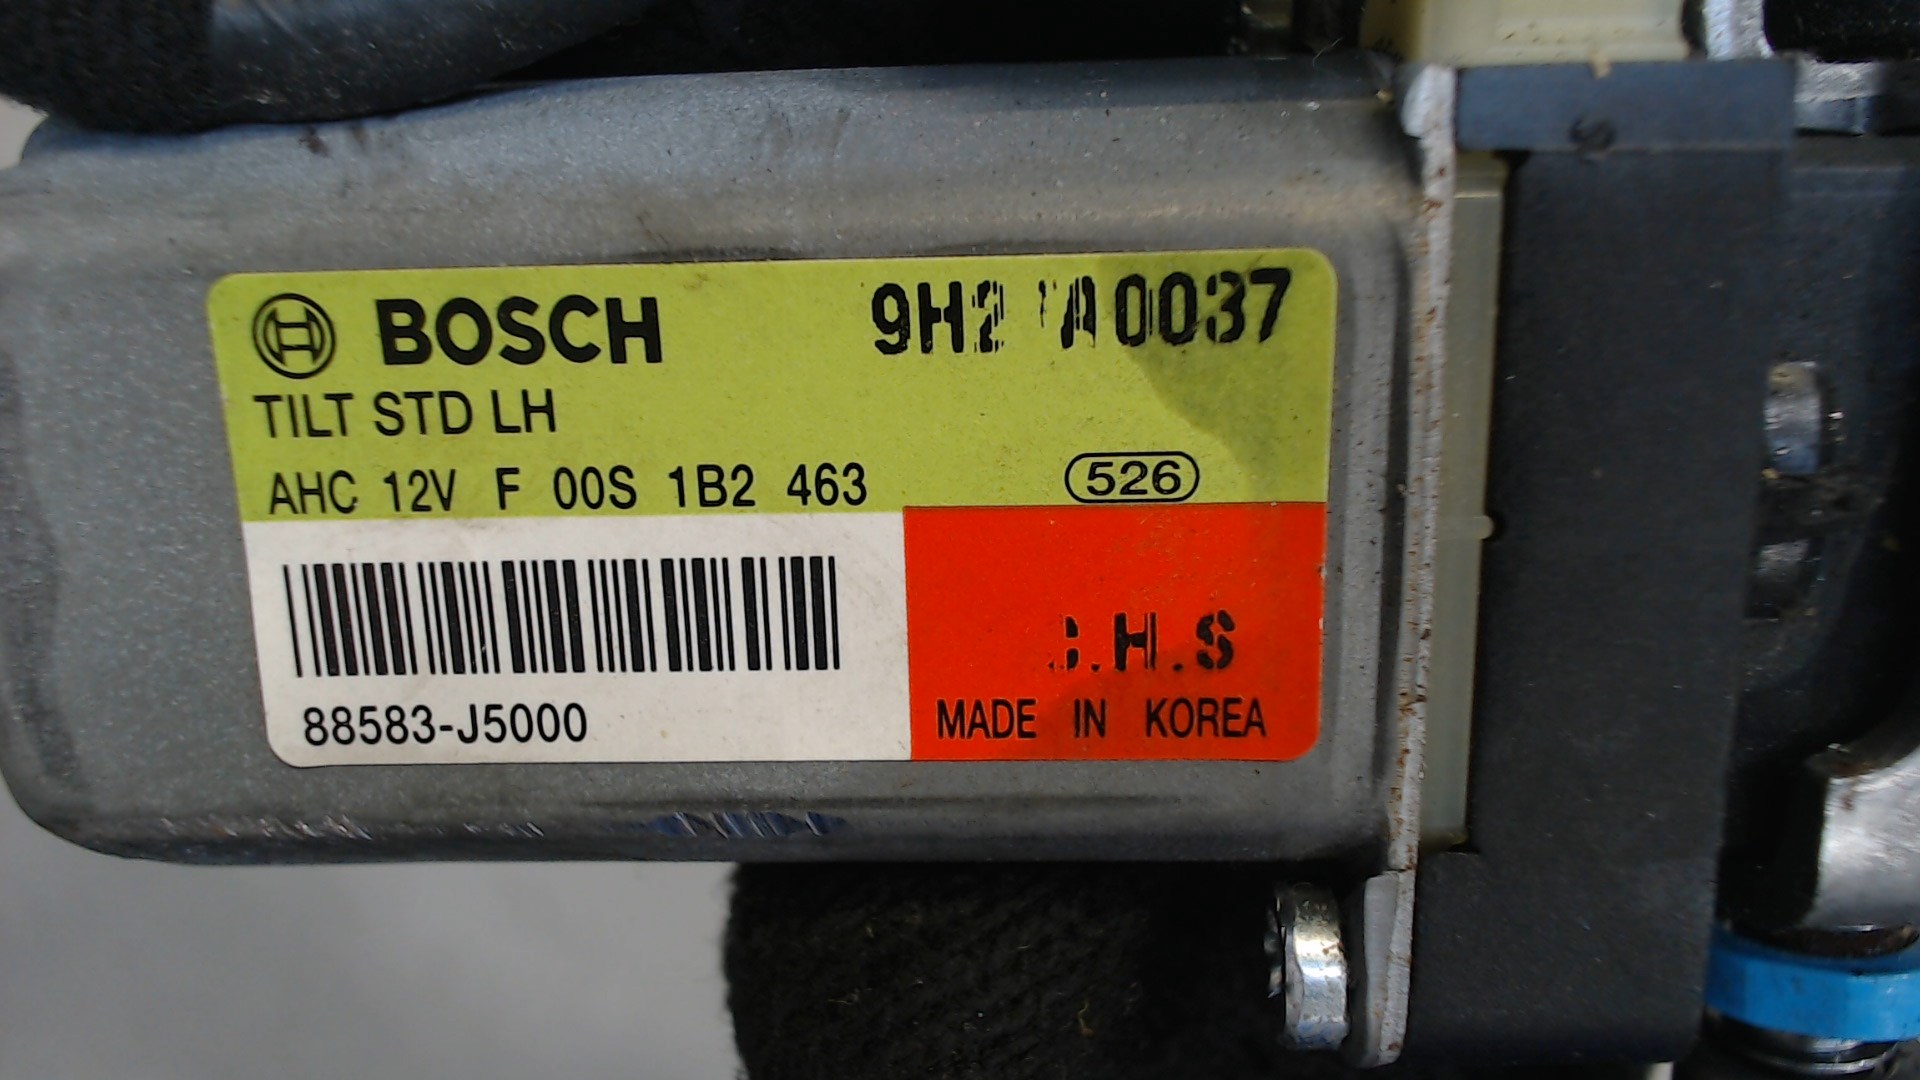 BOSCH
TILT STD LH
AHC 12V F 00S 1B2 463 526
88583-J5000
MADE IN KOREA